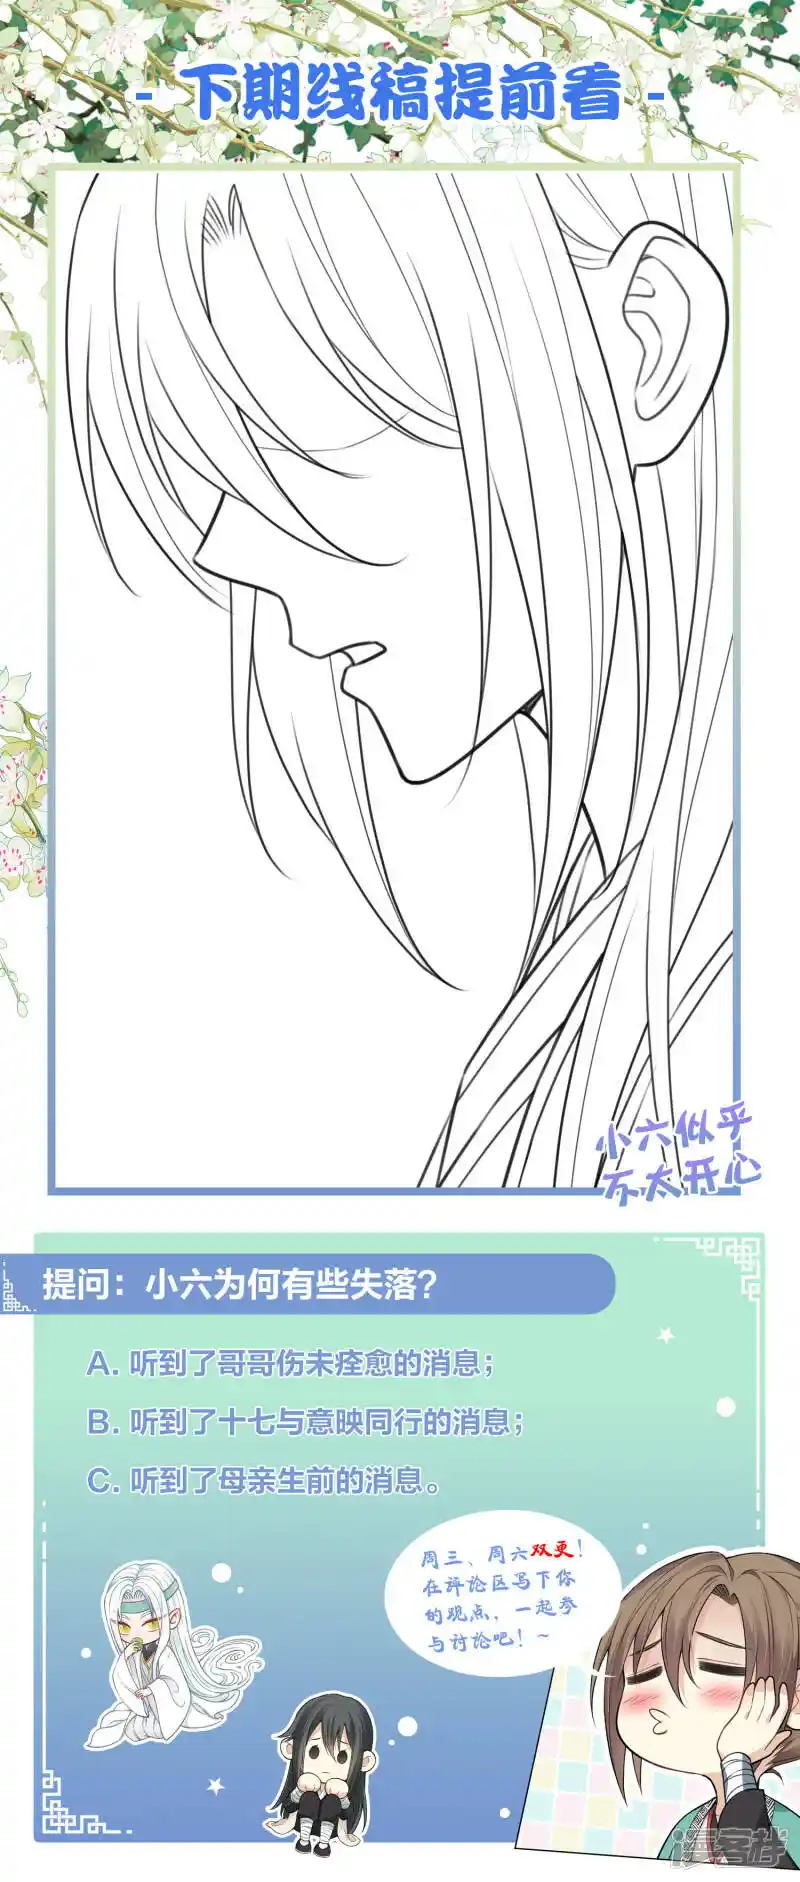 - 下期线稿提前看 -
小六似乎
不太开心
提问：小六为何有些失落？
A. 听到了哥哥伤未痊愈的消息；
B. 听到了十七与意映同行的消息；
C. 听到了母亲生前的消息。
周三、周六双更！
在评论区写下你
的观点，一起参
与讨论吧！~
漫客栈